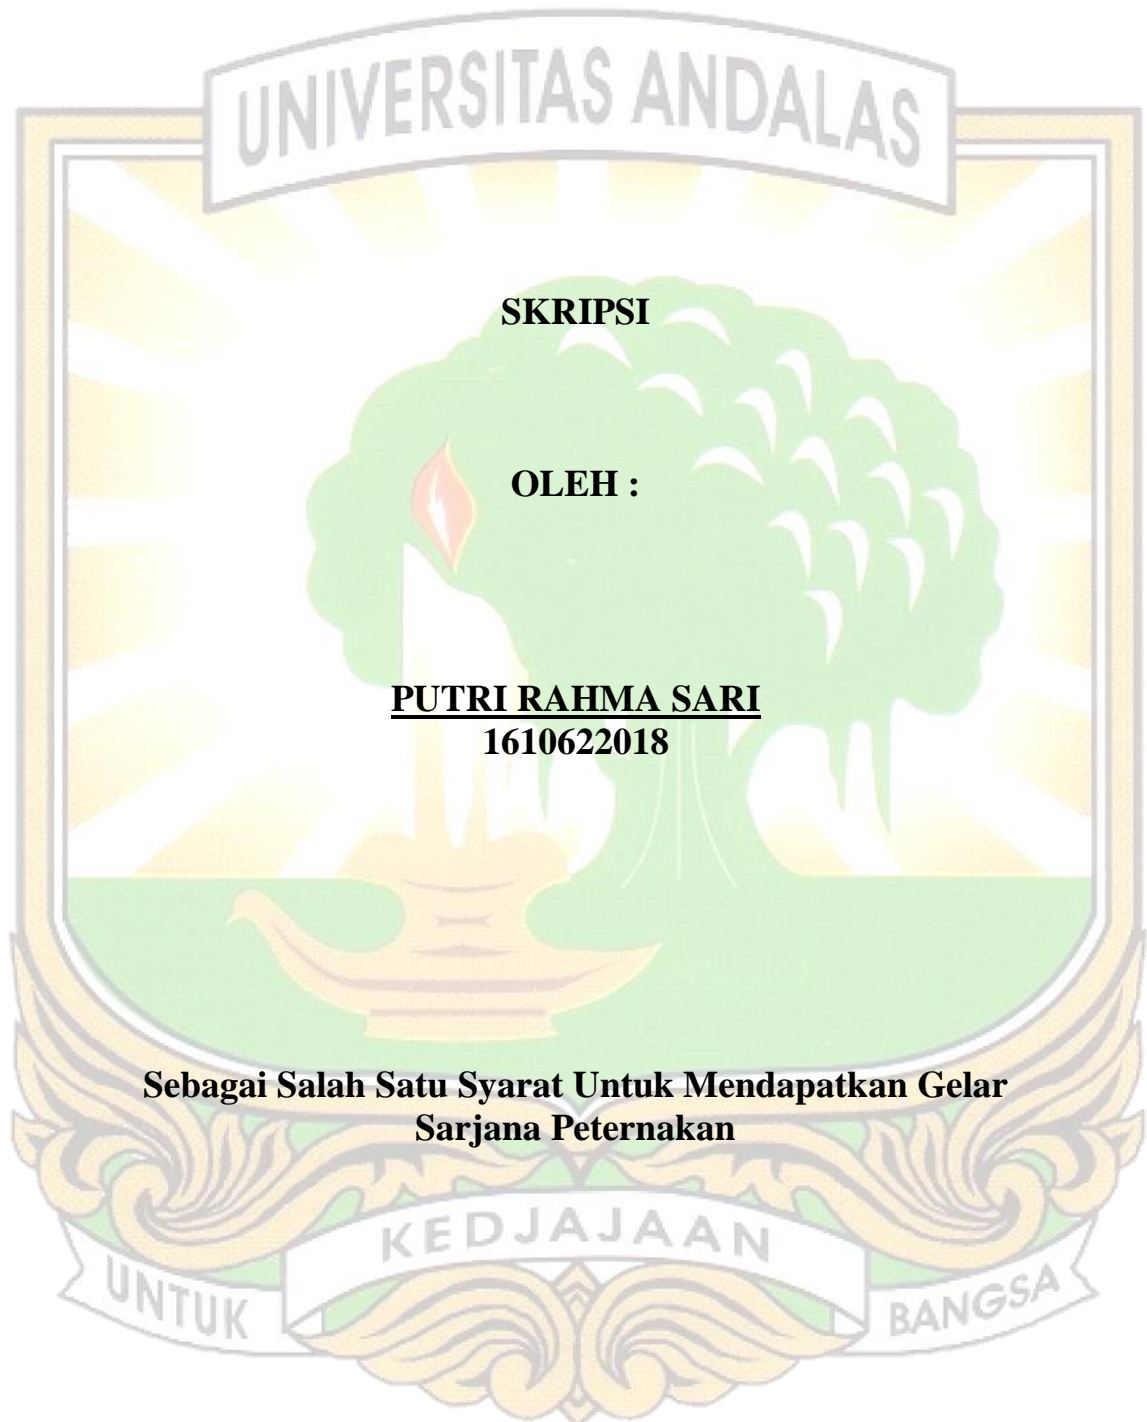 UNIVERSITAS ANDALAS
SKRIPSI
OLEH :
PUTRI RAHMA SARI
1610622018
Sebagai Salah Satu Syarat Untuk Mendapatkan Gelar
Sarjana Peternakan
UNTUK KEDJAJAAN BANGSA